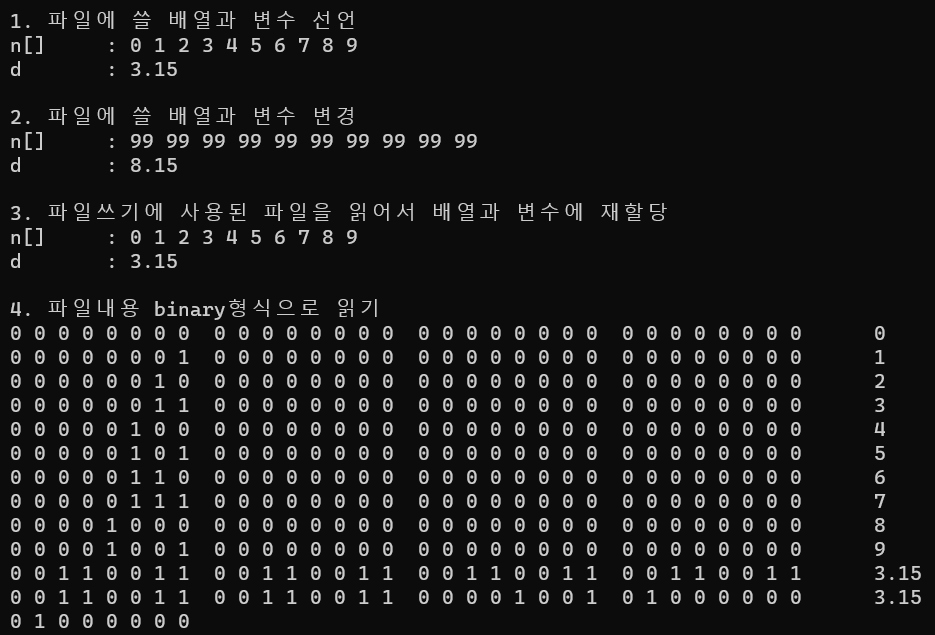 1. 파일에 쓸 배열과 변수 선언
n[]     : 0 1 2 3 4 5 6 7 8 9
d       : 3.15
2. 파일에 쓸 배열과 변수 변경
n[]     : 99 99 99 99 99 99 99 99 99 99
d       : 8.15
3. 파일쓰기에 사용된 파일을 읽어서 배열과 변수에 재할당
n[]     : 0 1 2 3 4 5 6 7 8 9
d       : 3.15
4. 파일내용 binary형식으로 읽기
0 0 0 0 0 0 0 0  0 0 0 0 0 0 0 0  0 0 0 0 0 0 0 0  0 0 0 0 0 0 0 0      0
0 0 0 0 0 0 0 1  0 0 0 0 0 0 0 0  0 0 0 0 0 0 0 0  0 0 0 0 0 0 0 0      1
0 0 0 0 0 0 1 0  0 0 0 0 0 0 0 0  0 0 0 0 0 0 0 0  0 0 0 0 0 0 0 0      2
0 0 0 0 0 0 1 1  0 0 0 0 0 0 0 0  0 0 0 0 0 0 0 0  0 0 0 0 0 0 0 0      3
0 0 0 0 0 1 0 0  0 0 0 0 0 0 0 0  0 0 0 0 0 0 0 0  0 0 0 0 0 0 0 0      4
0 0 0 0 0 1 0 1  0 0 0 0 0 0 0 0  0 0 0 0 0 0 0 0  0 0 0 0 0 0 0 0      5
0 0 0 0 0 1 1 0  0 0 0 0 0 0 0 0  0 0 0 0 0 0 0 0  0 0 0 0 0 0 0 0      6
0 0 0 0 0 1 1 1  0 0 0 0 0 0 0 0  0 0 0 0 0 0 0 0  0 0 0 0 0 0 0 0      7
0 0 0 0 1 0 0 0  0 0 0 0 0 0 0 0  0 0 0 0 0 0 0 0  0 0 0 0 0 0 0 0      8
0 0 0 0 1 0 0 1  0 0 0 0 0 0 0 0  0 0 0 0 0 0 0 0  0 0 0 0 0 0 0 0      9
0 0 1 1 0 0 1 1  0 0 1 1 0 0 1 1  0 0 1 1 0 0 1 1  0 0 1 1 0 0 1 1      3.15
0 0 1 1 0 0 1 1  0 0 1 1 0 0 1 1  0 0 0 0 1 0 0 1  0 1 0 0 0 0 0 0      3.15
0 1 0 0 0 0 0 0